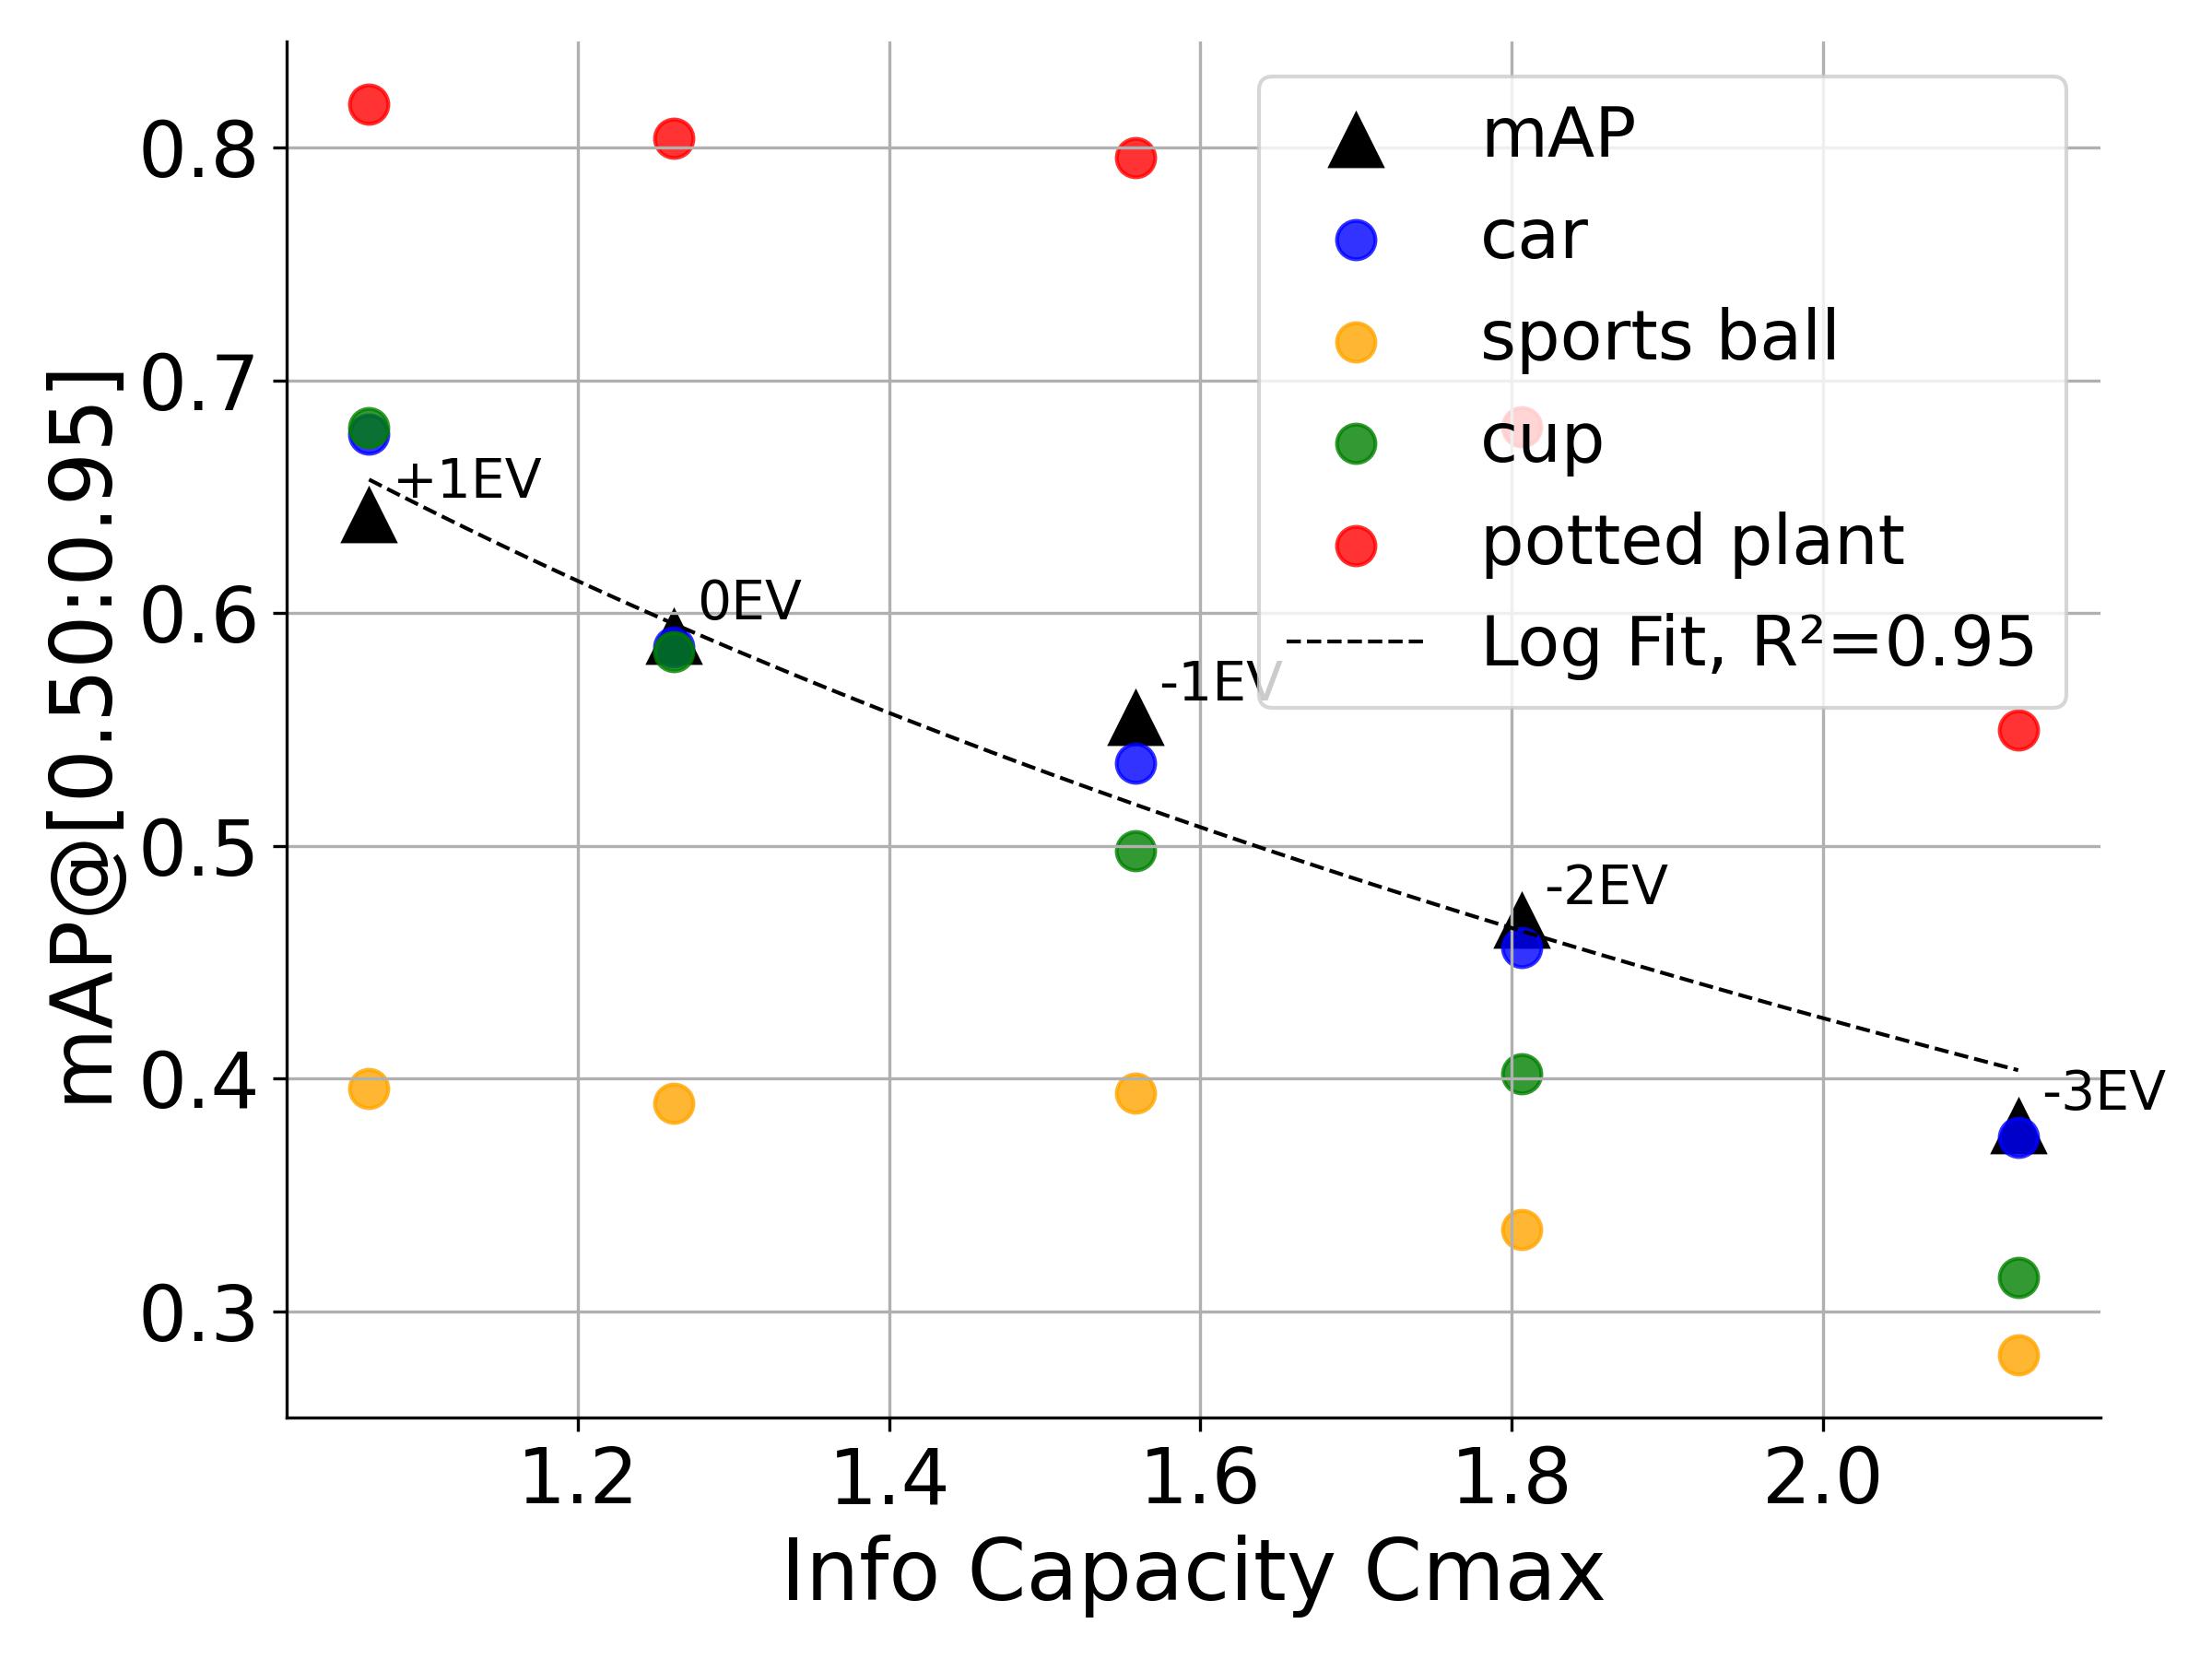 mAP@[0.50:0.95]
0.8
0.7
0.6
0.5
0.4
0.3
mAP
car
sports ball
cup
potted plant
Log Fit, R²=0.95
+1EV
0EV
-1EV
-2EV
-3EV
1.2
1.4
1.6
1.8
2.0
Info Capacity Cmax